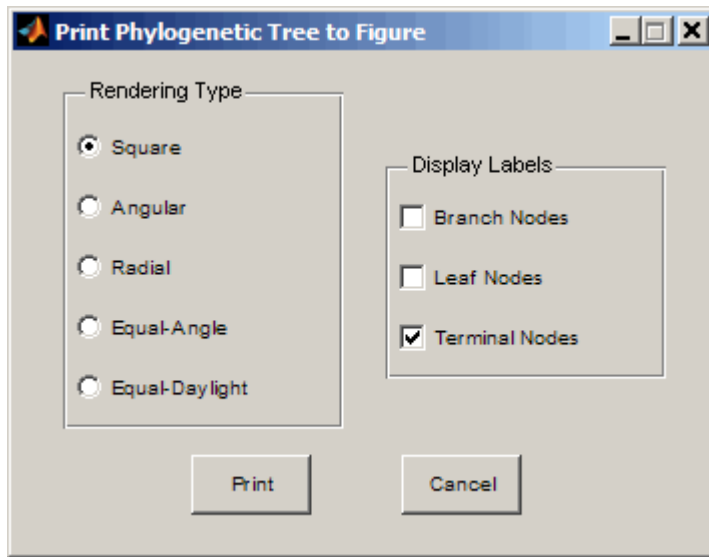 Print Phylogenetic Tree to Figure
Rendering Type
Square
Angular
Radial
Equal-Angle
Equal-Daylight
Display Labels
Branch Nodes
Leaf Nodes
Terminal Nodes
Print
Cancel